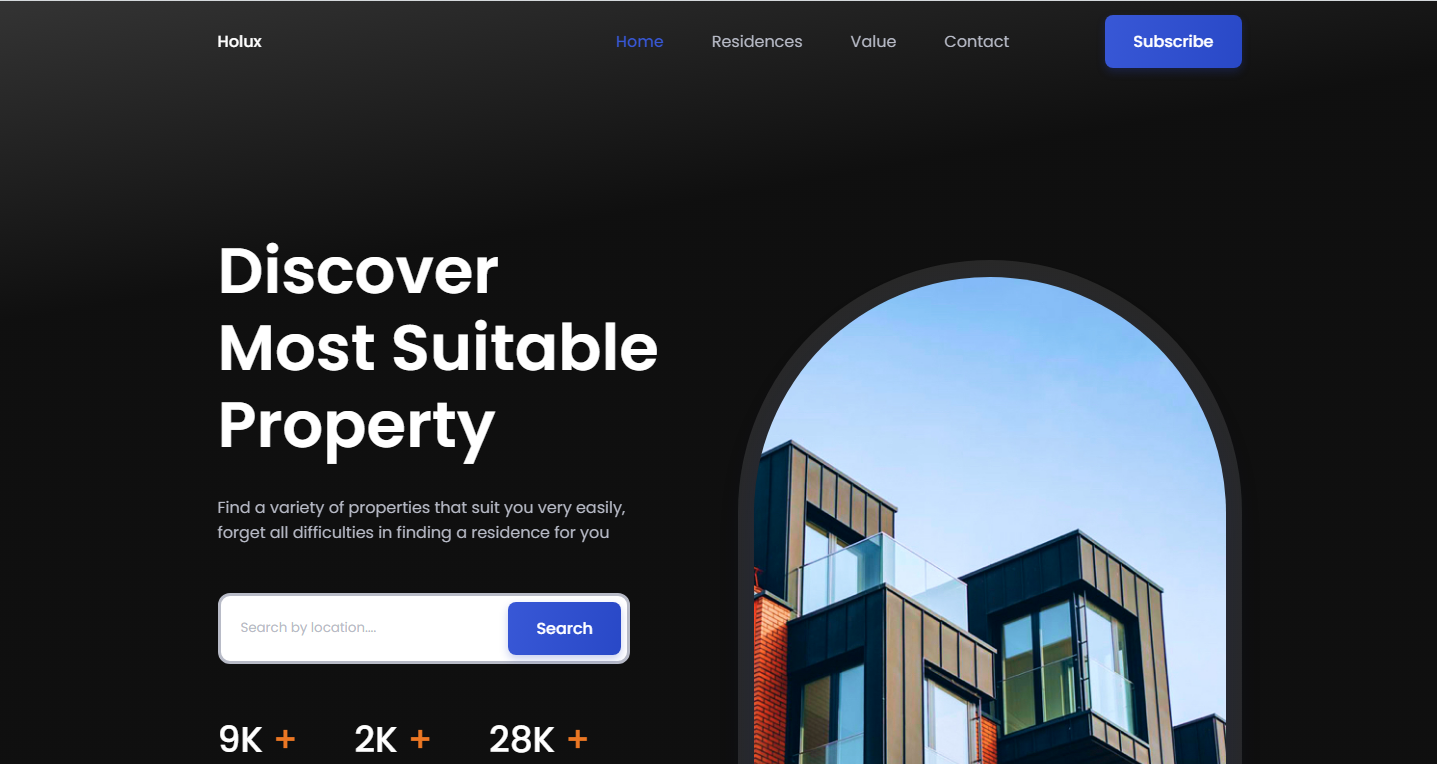 Holux
Home
Residences
Value
Contact
Subscribe
Discover
Most Suitable
Property
Find a variety of properties that suit you very easily,
forget all difficulties in finding a residence for you
Search by location....
Search
9K +
2K +
28K +